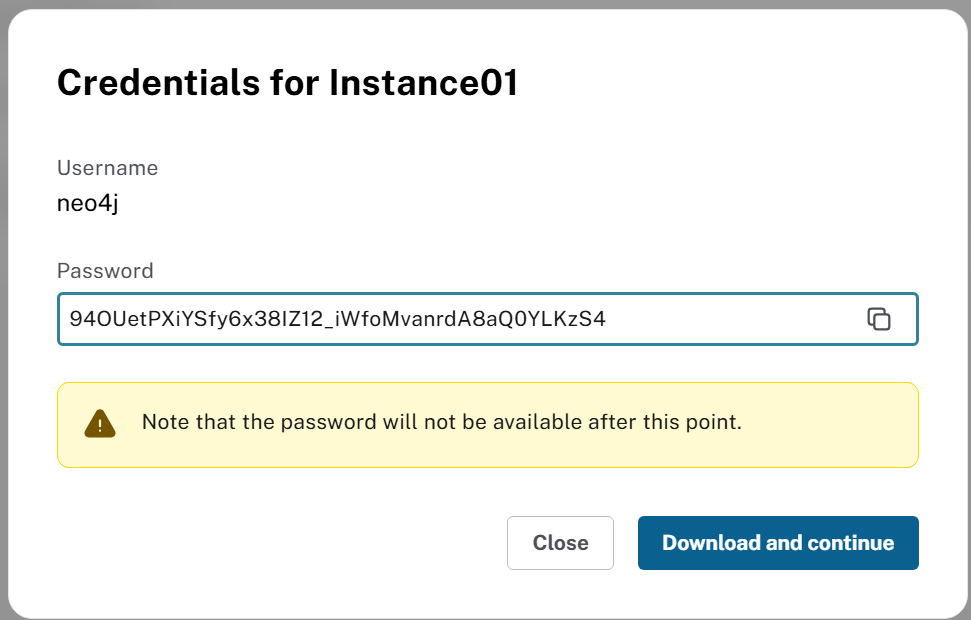 Credentials for Instance01
Username
neo4j
Password
94OUetPXiYSfy6x38IZ12_iWfoMvanrdA8aQ0YLKzS4
Note that the password will not be available after this point.
Close
Download and continue